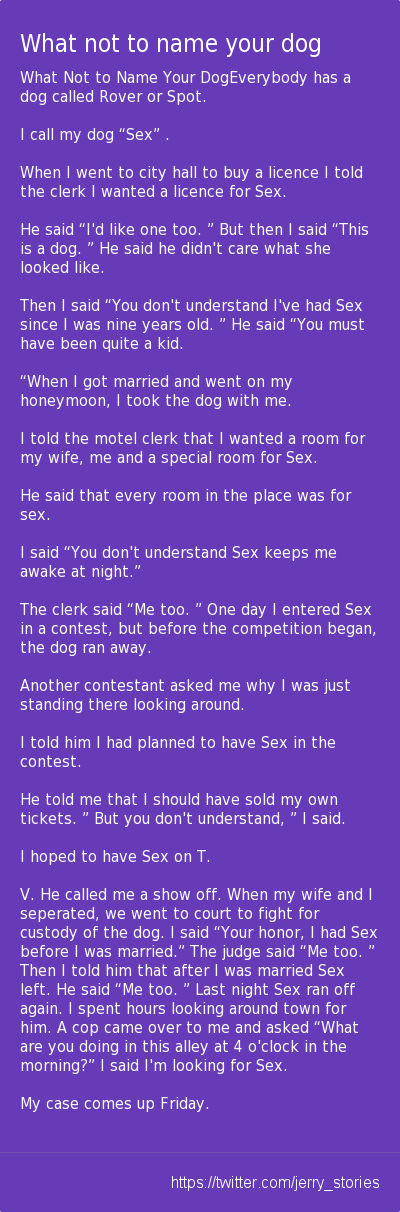 What not to name your dog
What Not to Name Your DogEverybody has a
dog called Rover or Spot.
I call my dog “Sex” .
When I went to city hall to buy a licence I told
the clerk I wanted a licence for Sex.
He said “I'd like one too. ” But then I said “This
is a dog. ” He said he didn't care what she
looked like.
Then I said “You don't understand I've had Sex
since I was nine years old. ” He said “You must
have been quite a kid.
“When I got married and went on my
honeymoon, I took the dog with me.
I told the motel clerk that I wanted a room for
my wife, me and a special room for Sex.
He said that every room in the place was for
sex.
I said “You don't understand Sex keeps me
awake at night.”
The clerk said “Me too. ” One day I entered Sex
in a contest, but before the competition began,
the dog ran away.
Another contestant asked me why I was just
standing there looking around.
I told him I had planned to have Sex in the
contest.
He told me that I should have sold my own
tickets. ” But you don't understand, ” I said.
I hoped to have Sex on T.
V. He called me a show off. When my wife and I
seperated, we went to court to fight for
custody of the dog. I said “Your honor, I had Sex
before I was married.” The judge said “Me too. ”
Then I told him that after I was married Sex
left. He said “Me too. ” Last night Sex ran off
again. I spent hours looking around town for
him. A cop came over to me and asked “What
are you doing in this alley at 4 o'clock in the
morning?” I said I'm looking for Sex.
My case comes up Friday.
https://twitter.com/jerry_stories